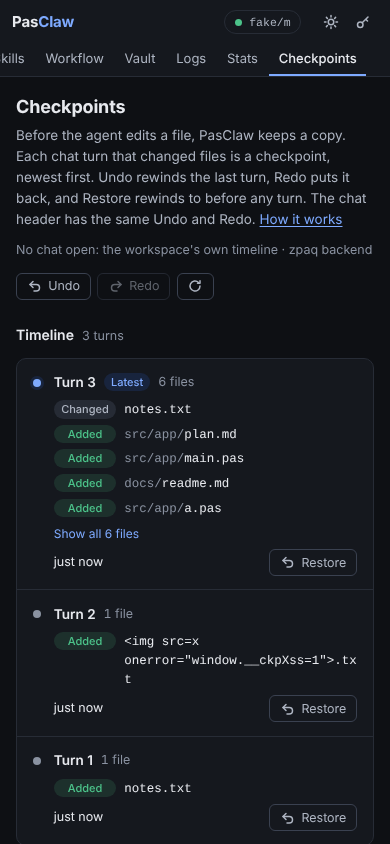 PasClaw
fake/m
kills Workflow Vault Logs Stats Checkpoints
Checkpoints
Before the agent edits a file, PasClaw keeps a copy.
Each chat turn that changed files is a checkpoint,
newest first. Undo rewinds the last turn, Redo puts it
back, and Restore rewinds to before any turn. The chat
header has the same Undo and Redo. How it works
No chat open: the workspace's own timeline · zpaq backend
Undo Redo
Timeline 3 turns
Turn 3 Latest 6 files
Changed notes.txt
Added src/app/plan.md
Added src/app/main.pas
Added docs/readme.md
Added src/app/a.pas
Show all 6 files
just now Restore
Turn 2 1 file
Added <img src=x
onerror="window.__ckpXss=1">.tx
t
just now Restore
Turn 1 1 file
Added notes.txt
just now Restore